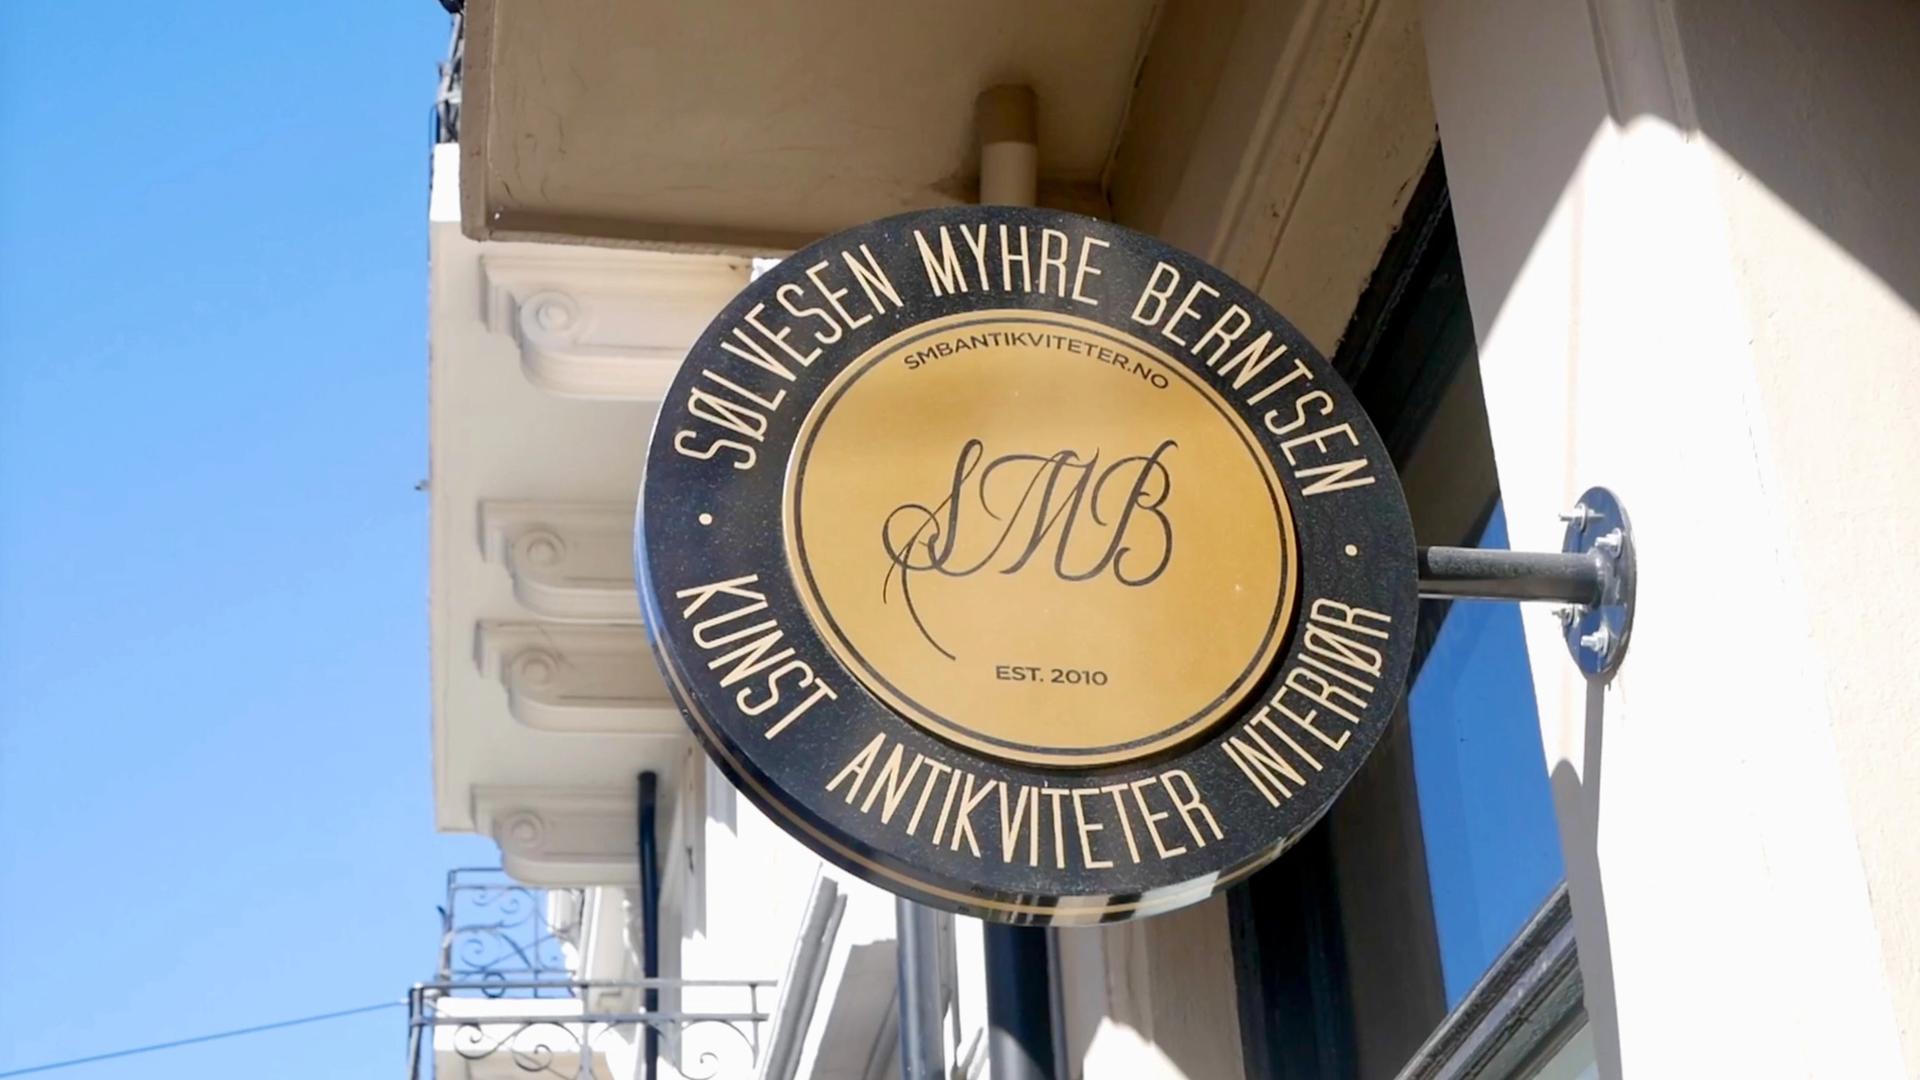 SØLVESEN MYHRE BERNTSEN
SMBANTIKVITETER.NO
SMB
EST. 2010
KUNST ANTIKVITETER INTERIØR